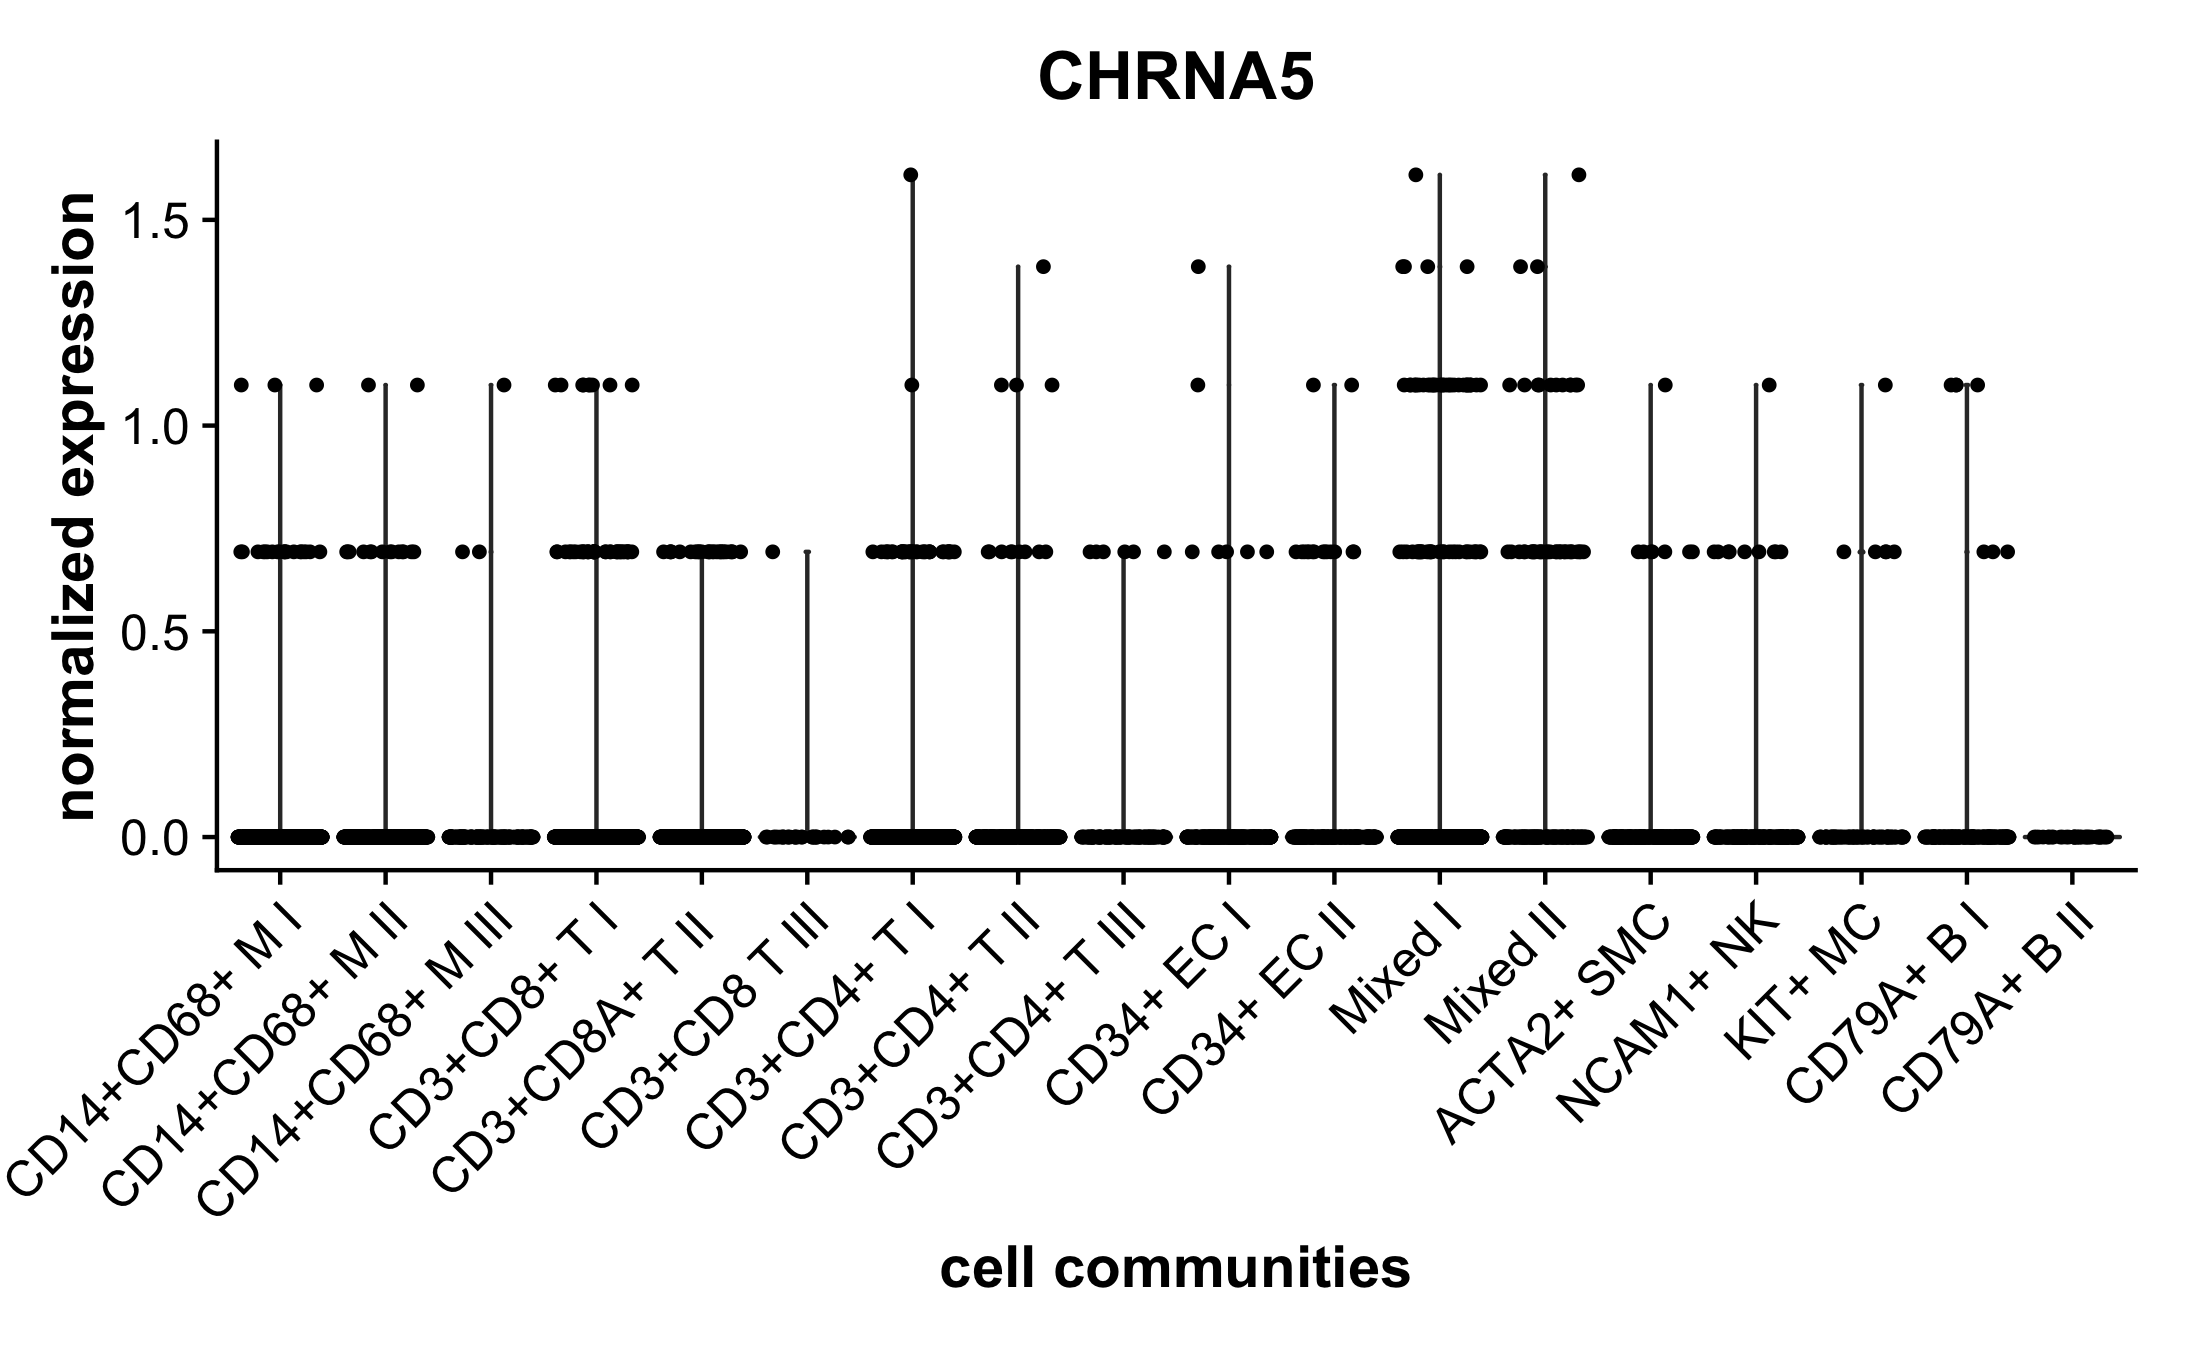 CHRNA5
normalized expression
1.5
1.0
0.5
0.0
CD14+CD68+ M I
CD14+CD68+ M II
CD14+CD68+ M III
CD3+CD8+ T I
CD3+CD8A+ T II
CD3+CD8 T III
CD3+CD4+ T I
CD3+CD4+ T II
CD3+CD4+ T III
CD34+ EC I
CD34+ EC II
Mixed I
Mixed II
ACTA2+ SMC
NCAM1+ NK
KIT+ MC
CD79A+ B I
CD79A+ B II
cell communities